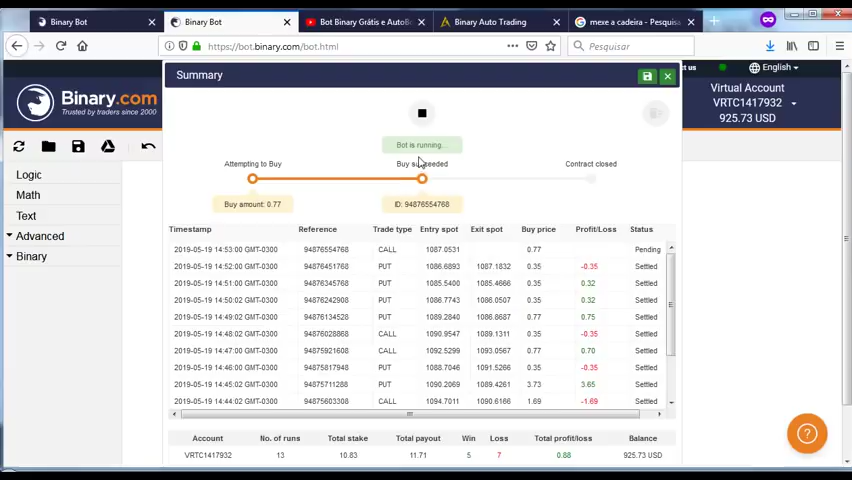 Binary Bot
Binary Bot
Bot Binary Grátis e AutoBo
Binary Auto Trading
mexe a cadeira - Pesquisa
https://bot.binary.com/bot.html
Pesquisar
Summary
ct us
English
Binary.com
Trusted by traders since 2000
Virtual Account
VRTC1417932
925.73 USD
Bot is running...
Attempting to Buy
Buy succeeded
Contract closed
Buy amount: 0.77
ID: 94876554768
Logic
Math
Text
Advanced
Binary
Timestamp Reference Trade type Entry spot Exit spot Buy price Profit/Loss Status
2019-05-19 14:53:00 GMT-0300 94876554768 CALL 1087.0531 0.77 Pending
2019-05-19 14:52:00 GMT-0300 94876451768 PUT 1086.6893 1087.1832 0.35 -0.35 Settled
2019-05-19 14:51:00 GMT-0300 94876345768 PUT 1085.5400 1085.4666 0.35 0.32 Settled
2019-05-19 14:50:02 GMT-0300 94876242908 PUT 1086.7743 1086.0507 0.35 0.32 Settled
2019-05-19 14:49:02 GMT-0300 94876134528 PUT 1089.2840 1086.8687 0.77 0.75 Settled
2019-05-19 14:48:02 GMT-0300 94876028868 CALL 1090.9547 1089.1311 0.35 -0.35 Settled
2019-05-19 14:47:00 GMT-0300 94875921608 CALL 1092.5299 1093.0567 0.77 0.70 Settled
2019-05-19 14:46:00 GMT-0300 94875817948 PUT 1088.7046 1091.5266 0.35 -0.35 Settled
2019-05-19 14:45:02 GMT-0300 94875711288 PUT 1090.2069 1089.4261 3.73 3.65 Settled
2019-05-19 14:44:02 GMT-0300 94875603308 CALL 1094.7011 1090.6186 1.69 -1.69 Settled
Account No. of runs Total stake Total payout Win Loss Total profit/loss Balance
VRTC1417932 13 10.83 11.71 5 7 0.88 925.73 USD